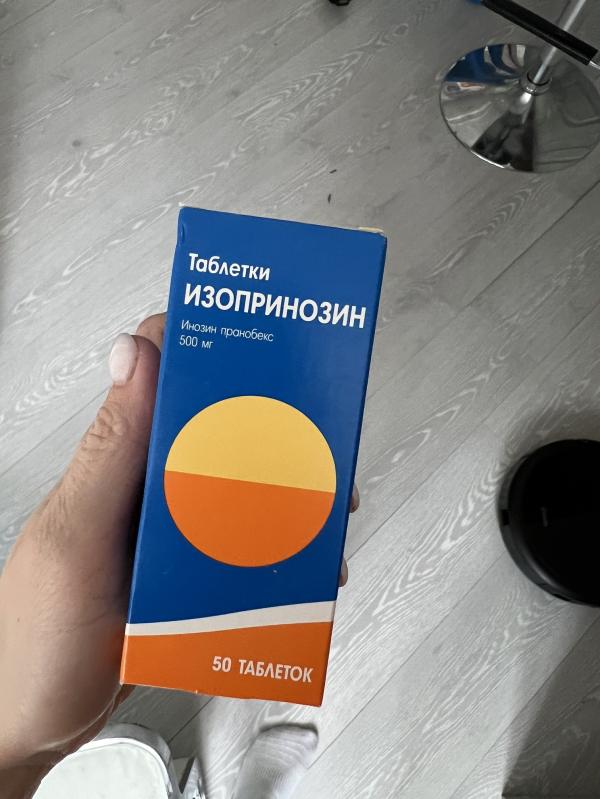 Таблетки
ИЗОПРИНОЗИН
Инозин пранобекс
500 мг
50 ТАБЛЕТОК